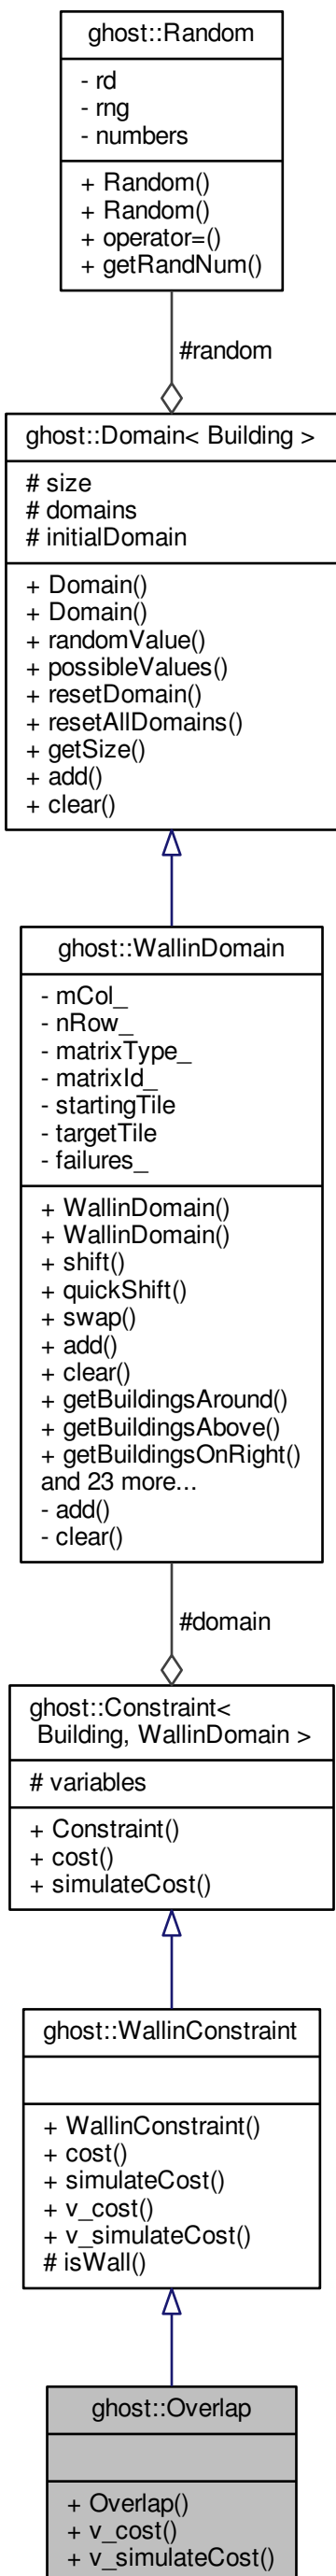 ghost::Random
- rd
- rng
- numbers
+ Random()
+ Random()
+ operator=()
+ getRandNum()
#random
ghost::Domain< Building >
# size
# domains
# initialDomain
+ Domain()
+ Domain()
+ randomValue()
+ possibleValues()
+ resetDomain()
+ resetAllDomains()
+ getSize()
+ add()
+ clear()
ghost::WallinDomain
- mCol_
- nRow_
- matrixType_
- matrixId_
- startingTile
- targetTile
- failures_
+ WallinDomain()
+ WallinDomain()
+ shift()
+ quickShift()
+ swap()
+ add()
+ clear()
+ getBuildingsAround()
+ getBuildingsAbove()
+ getBuildingsOnRight()
and 23 more...
- add()
- clear()
#domain
ghost::Constraint<
Building, WallinDomain >
# variables
+ Constraint()
+ cost()
+ simulateCost()
ghost::WallinConstraint
+ WallinConstraint()
+ cost()
+ simulateCost()
+ v_cost()
+ v_simulateCost()
# isWall()
ghost::Overlap
+ Overlap()
+ v_cost()
+ v_simulateCost()